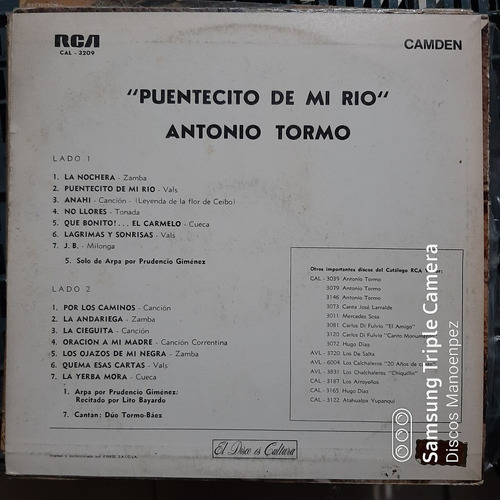 RCA
CAL - 3209
CAMDEN
"PUENTECITO DE MI RIO"
ANTONIO TORMO
LADO 1
1. LA NOCHERA - Zamba
2. PUENTECITO DE MI RIO - Vals
3. ANAHI - Canción - (Leyenda de la flor de Ceibo)
4. NO LLORES - Tonada
5. QUE BONITO!... EL CARMELO - Cueca
6. LAGRIMAS Y SONRISAS - Vals
7. J. B. - Milonga
5. Solo de Arpa por Prudencio Giménez
LADO 2
1. POR LOS CAMINOS - Canción
2. LA ANDARIEGA - Zamba
3. LA CIEGUITA - Canción
4. ORACION A MI MADRE - Canción Correntina
5. LOS OJAZOS DE MI NEGRA - Zamba
6. QUEMA ESAS CARTAS - Vals
7. LA YERBA MORA - Cueca
1. Arpa por Prudencio Giménez;
Recitado por Lito Bayardo
7. Cantan: Dúo Tormo-Báez
Otros importantes discos del Catálogo RCA
CAL - 3039 Antonio Tormo
3079 Antonio Tormo
3146 Antonio Tormo
3073 Canta José Larralde
3011 Mercedes Sosa
3081 Carlos Di Fulvio "El Amigo"
3120 Carlos Di Fulvio "Canto Monumen
3072 Hugo Díaz
AVL - 3720 Los De Salta
AVL - 6004 Los Chalchaleros "20 Años de
AVL - 3831 Los Chalchaleros "Chiquillo"
CAL - 3187 Los Arroyeños
CAL - 3165 Hugo Díaz
CAL - 3122 Atahualpa Yupanqui
El Disco es Cultura
Samsung Triple Camera
Discos Manoenpez